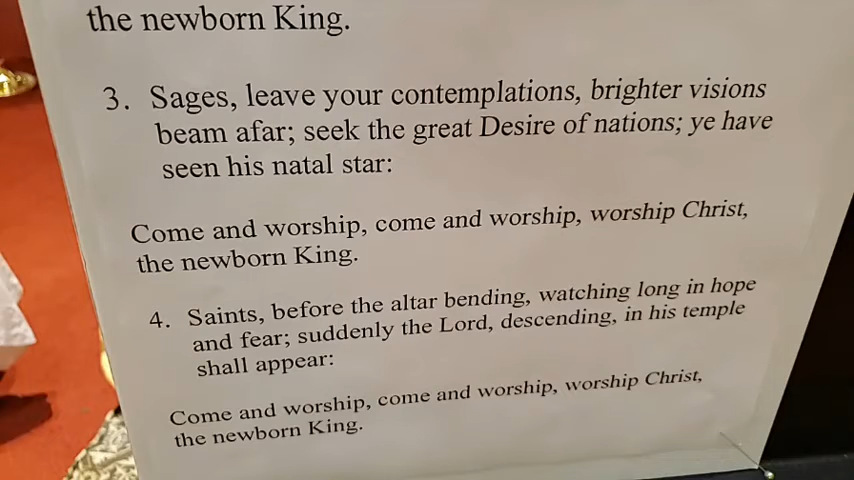 the newborn King.
3. Sages, leave your contemplations, brighter visions
beam afar; seek the great Desire of nations; ye have
seen his natal star:
Come and worship, come and worship, worship Christ,
the newborn King.
4. Saints, before the altar bending, watching long in hope
and fear; suddenly the Lord, descending, in his temple
shall appear:
Come and worship, come and worship, worship Christ,
the newborn King.